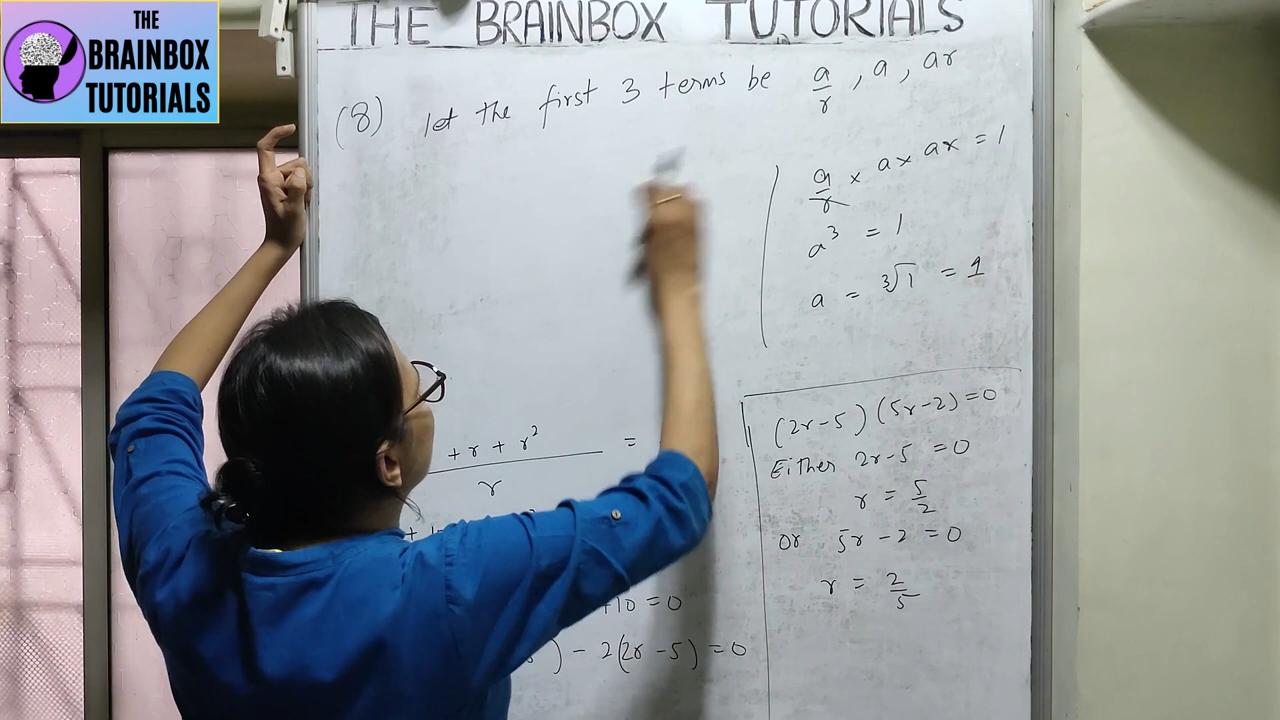 THE
BRAINBOX
TUTORIALS
THE BRAINBOX TUTORIALS
(8) let the first 3 terms be a/r , a , ar
a/r × a × ar = 1
a³ = 1
a = ∛1 = 1
+ r + r² =
r
+10 = 0
) - 2(2r - 5) = 0
(2r-5) (5r-2) = 0
Either 2r-5 = 0
r = 5/2
or 5r - 2 = 0
r = 2/5